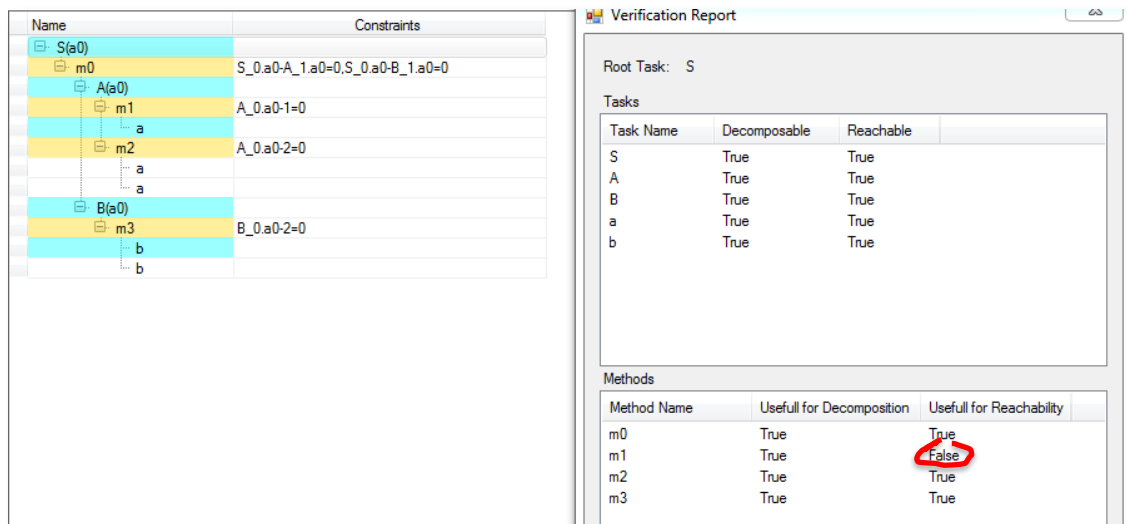 Name Constraints
S(a0)
m0 S_0.a0-A_1.a0=0,S_0.a0-B_1.a0=0
A(a0)
m1 A_0.a0-1=0
a
m2 A_0.a0-2=0
a
a
B(a0)
m3 B_0.a0-2=0
b
b
Verification Report
Root Task: S
Tasks
Task Name Decomposable Reachable
S True True
A True True
B True True
a True True
b True True
Methods
Method Name Usefull for Decomposition Usefull for Reachability
m0 True True
m1 True False
m2 True True
m3 True True